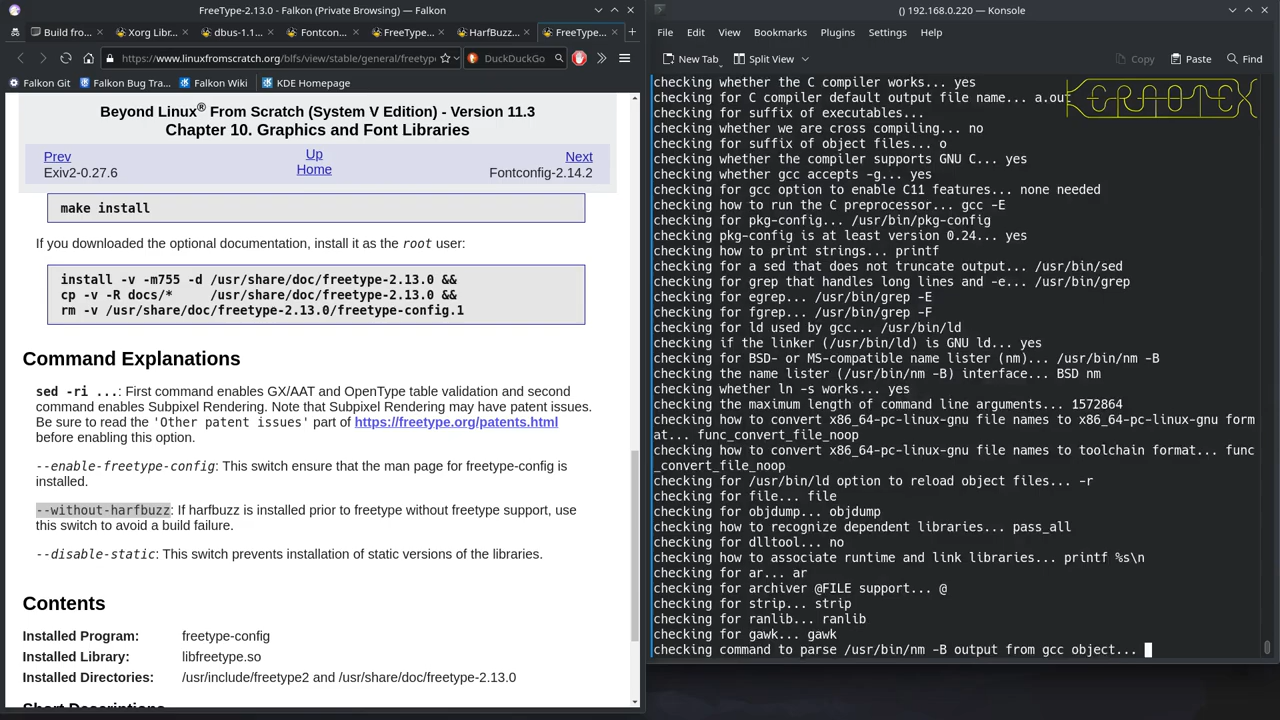 FreeType-2.13.0 - Falkon (Private Browsing) — Falkon
Build fro...
Xorg Libr...
dbus-1.1...
Fontcon...
FreeType...
HarfBuzz...
FreeType...
https://www.linuxfromscratch.org/blfs/view/stable/general/freetype
DuckDuckGo
Falkon Git
Falkon Bug Tra...
Falkon Wiki
KDE Homepage
Beyond Linux® From Scratch (System V Edition) - Version 11.3
Chapter 10. Graphics and Font Libraries
Prev
Up
Next
Exiv2-0.27.6
Home
Fontconfig-2.14.2
make install
If you downloaded the optional documentation, install it as the root user:
install -v -m755 -d /usr/share/doc/freetype-2.13.0 &&
cp -v -R docs/*     /usr/share/doc/freetype-2.13.0 &&
rm -v /usr/share/doc/freetype-2.13.0/freetype-config.1
Command Explanations
sed -ri ...: First command enables GX/AAT and OpenType table validation and second
command enables Subpixel Rendering. Note that Subpixel Rendering may have patent issues.
Be sure to read the 'Other patent issues' part of https://freetype.org/patents.html
before enabling this option.
--enable-freetype-config: This switch ensure that the man page for freetype-config is
installed.
--without-harfbuzz: If harfbuzz is installed prior to freetype without freetype support, use
this switch to avoid a build failure.
--disable-static: This switch prevents installation of static versions of the libraries.
Contents
Installed Program: freetype-config
Installed Library: libfreetype.so
Installed Directories: /usr/include/freetype2 and /usr/share/doc/freetype-2.13.0
Short Descriptions
() 192.168.0.220 — Konsole
File Edit View Bookmarks Plugins Settings Help
New Tab
Split View
Copy
Paste
Find
checking whether the C compiler works... yes
checking for C compiler default output file name... a.out
checking for suffix of executables...
checking whether we are cross compiling... no
checking for suffix of object files... o
checking whether the compiler supports GNU C... yes
checking whether gcc accepts -g... yes
checking for gcc option to enable C11 features... none needed
checking how to run the C preprocessor... gcc -E
checking for pkg-config... /usr/bin/pkg-config
checking pkg-config is at least version 0.24... yes
checking how to print strings... printf
checking for a sed that does not truncate output... /usr/bin/sed
checking for grep that handles long lines and -e... /usr/bin/grep
checking for egrep... /usr/bin/grep -E
checking for fgrep... /usr/bin/grep -F
checking for ld used by gcc... /usr/bin/ld
checking if the linker (/usr/bin/ld) is GNU ld... yes
checking for BSD- or MS-compatible name lister (nm)... /usr/bin/nm -B
checking the name lister (/usr/bin/nm -B) interface... BSD nm
checking whether ln -s works... yes
checking the maximum length of command line arguments... 1572864
checking how to convert x86_64-pc-linux-gnu file names to x86_64-pc-linux-gnu form
at... func_convert_file_noop
checking how to convert x86_64-pc-linux-gnu file names to toolchain format... func
_convert_file_noop
checking for /usr/bin/ld option to reload object files... -r
checking for file... file
checking for objdump... objdump
checking how to recognize dependent libraries... pass_all
checking for dlltool... no
checking how to associate runtime and link libraries... printf %s\n
checking for ar... ar
checking for archiver @FILE support... @
checking for strip... strip
checking for ranlib... ranlib
checking for gawk... gawk
checking command to parse /usr/bin/nm -B output from gcc object...